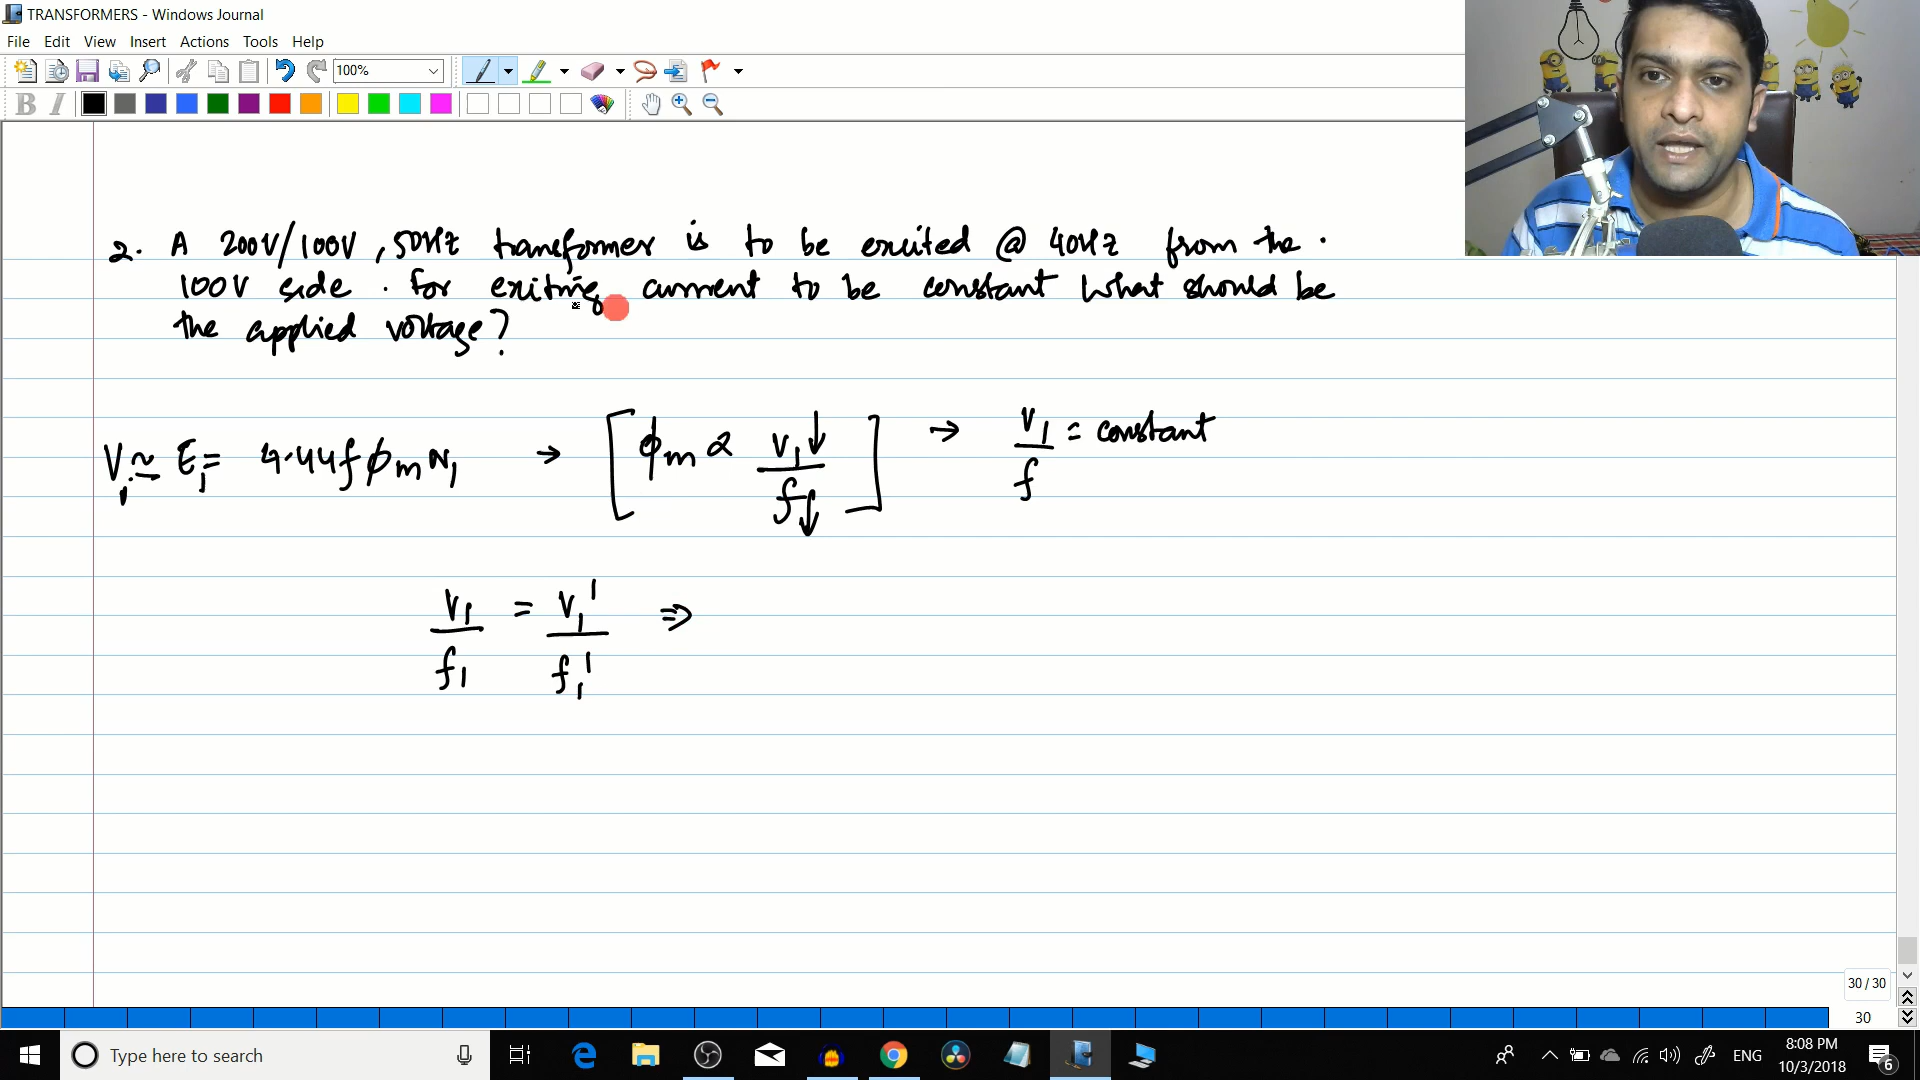 TRANSFORMERS - Windows Journal
File Edit View Insert Actions Tools Help
100%
B I
2. A 200V/100V, 50Hz transformer is to be excited @ 40Hz from the.
100V side. for exiting current to be constant what should be
the applied voltage?
V₁ ≃ E₁ = 4.44fϕₘN₁ → [ϕₘ ∝ V₁↓/f↓] → V₁/f = constant
V₁/f₁ = V₁'/f₁' ⇒
30 / 30
30
Type here to search
ENG
8:08 PM
10/3/2018
6